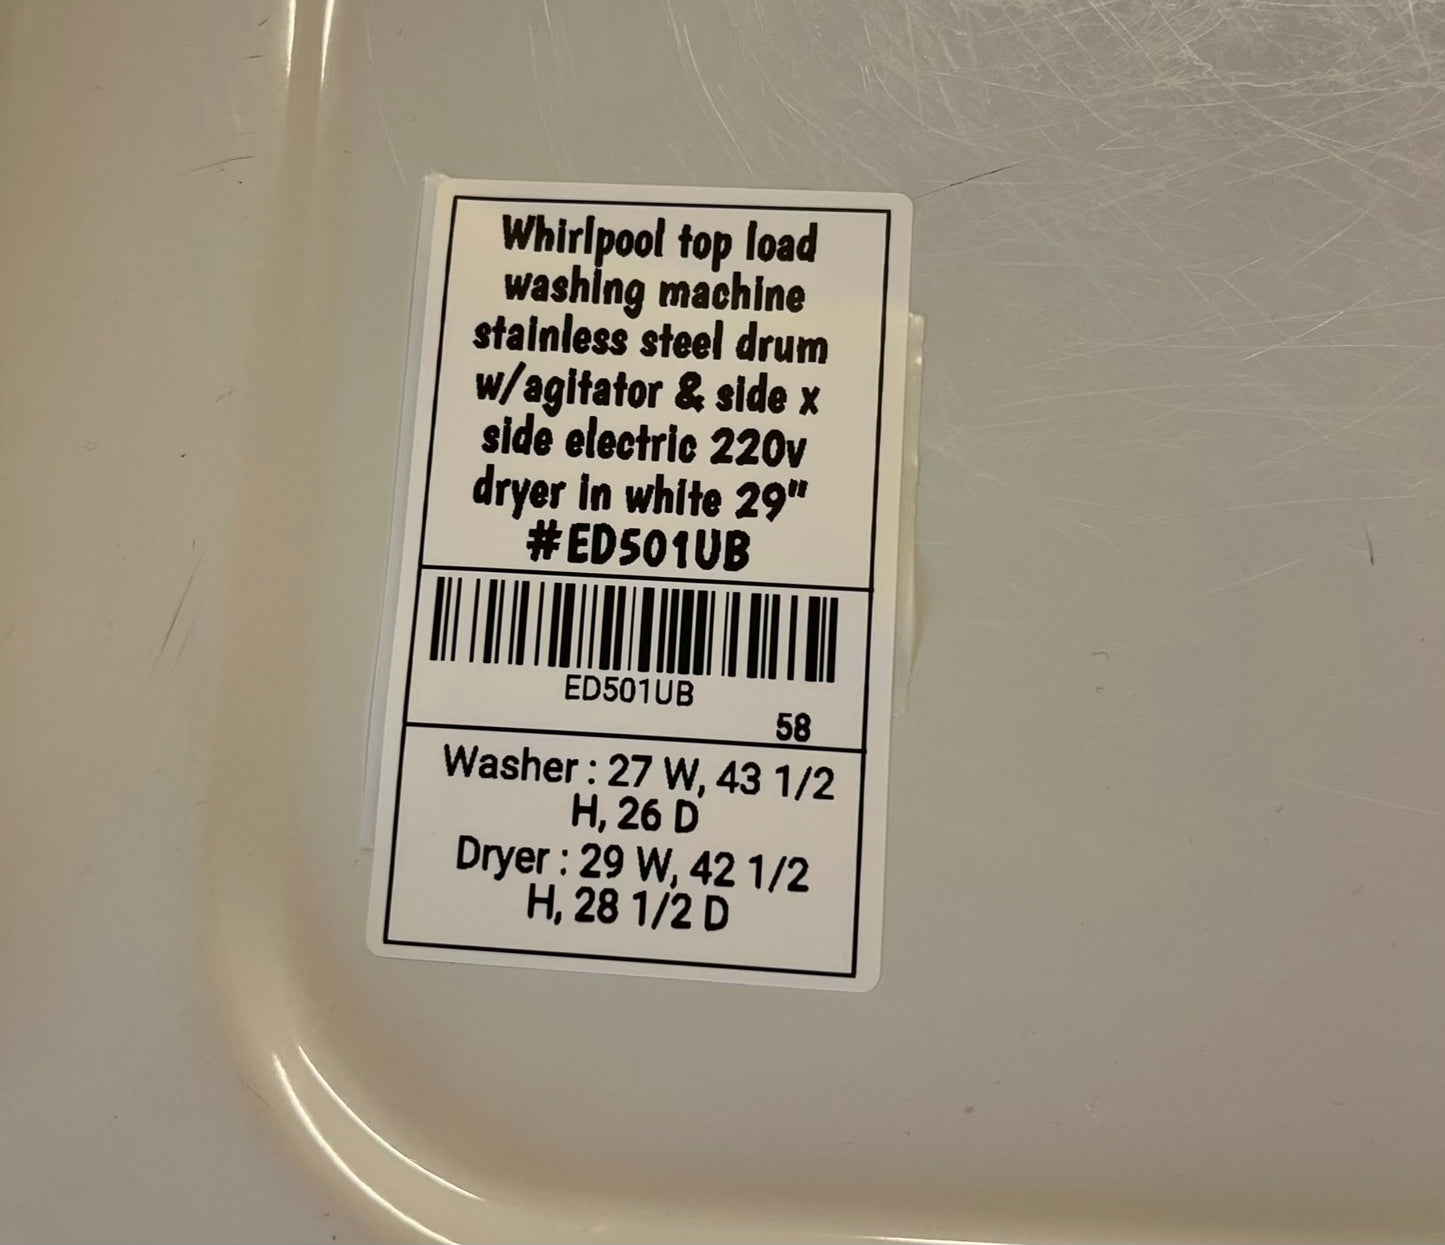 Whirlpool top load
washing machine
stainless steel drum
w/agitator & side x
side electric 220v
dryer in white 29"
#ED501UB
ED501UB
58
Washer : 27 W, 43 1/2
H, 26 D
Dryer : 29 W, 42 1/2
H, 28 1/2 D